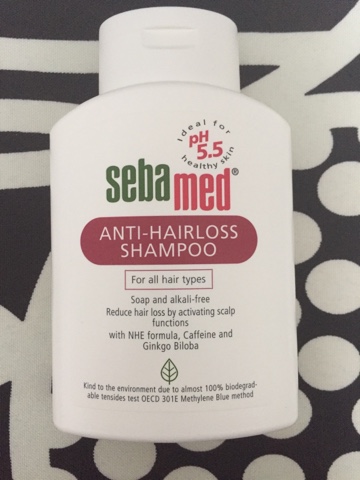 ideal for
pH
5.5
healthy skin
sebamed®
ANTI-HAIRLOSS
SHAMPOO
For all hair types
Soap and alkali-free
Reduce hair loss by activating scalp
functions
with NHE formula, Caffeine and
Ginkgo Biloba
Kind to the environment due to almost 100% biodegrad-
able tensides test OECD 301E Methylene Blue method